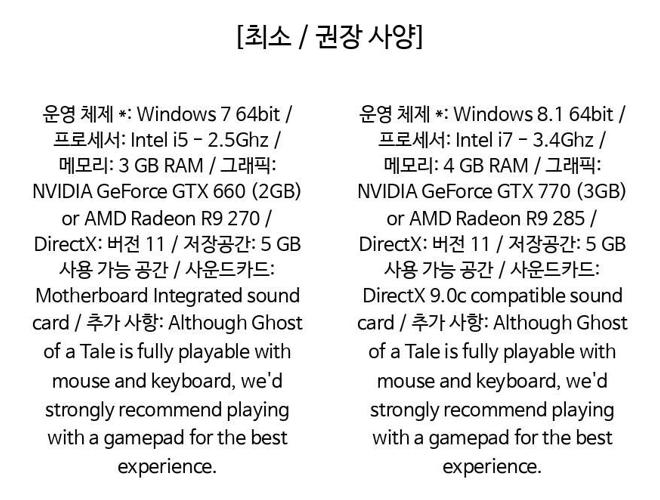 [최소 / 권장 사양]
운영 체제 *: Windows 7 64bit /
프로세서: Intel i5 – 2.5Ghz /
메모리: 3 GB RAM / 그래픽:
NVIDIA GeForce GTX 660 (2GB)
or AMD Radeon R9 270 /
DirectX: 버전 11 / 저장공간: 5 GB
사용 가능 공간 / 사운드카드:
Motherboard Integrated sound
card / 추가 사항: Although Ghost
of a Tale is fully playable with
mouse and keyboard, we'd
strongly recommend playing
with a gamepad for the best
experience.
운영 체제 *: Windows 8.1 64bit /
프로세서: Intel i7 – 3.4Ghz /
메모리: 4 GB RAM / 그래픽:
NVIDIA GeForce GTX 770 (3GB)
or AMD Radeon R9 285 /
DirectX: 버전 11 / 저장공간: 5 GB
사용 가능 공간 / 사운드카드:
DirectX 9.0c compatible sound
card / 추가 사항: Although Ghost
of a Tale is fully playable with
mouse and keyboard, we'd
strongly recommend playing
with a gamepad for the best
experience.